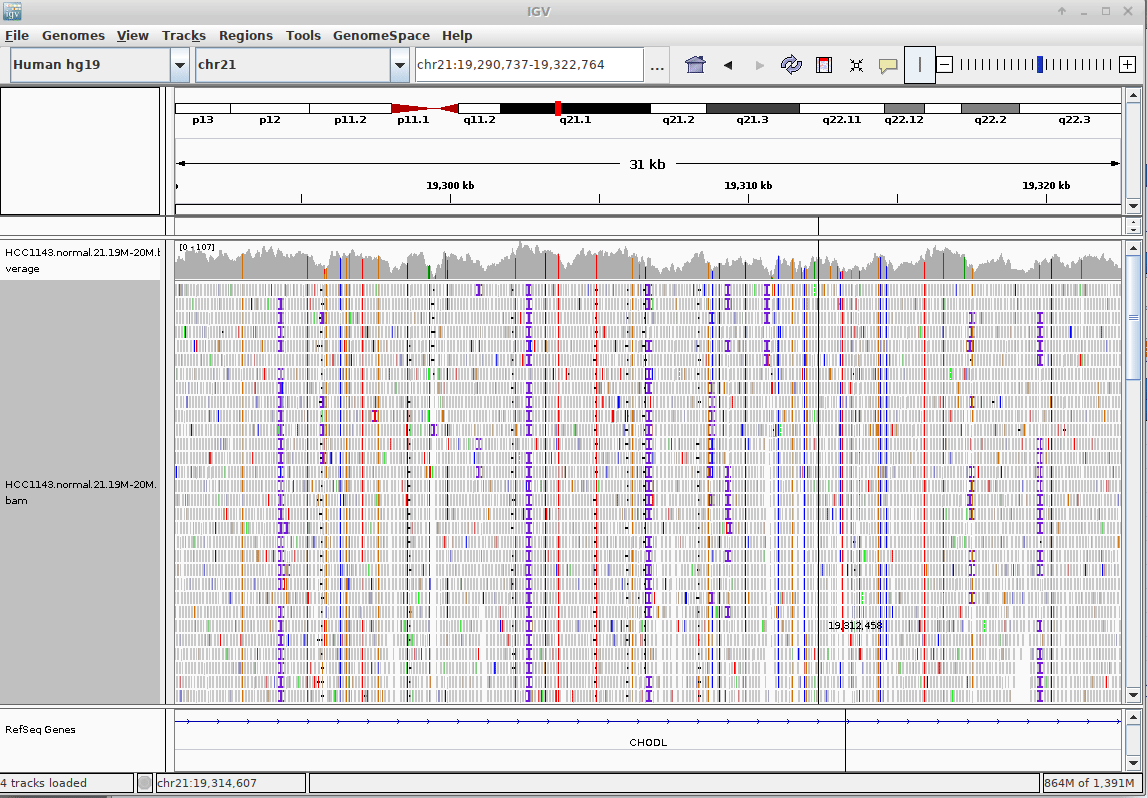 IGV
File Genomes View Tracks Regions Tools GenomeSpace Help
Human hg19 chr21 chr21:19,290,737-19,322,764 ...
p13 p12 p11.2 p11.1 q11.2 q21.1 q21.2 q21.3 q22.11 q22.12 q22.2 q22.3
31 kb
19,300 kb 19,310 kb 19,320 kb
[0 - 107]
HCC1143.normal.21.19M-20M.b
verage
HCC1143.normal.21.19M-20M.
bam
19,312,458
RefSeq Genes
CHODL
4 tracks loaded chr21:19,314,607 864M of 1,391M